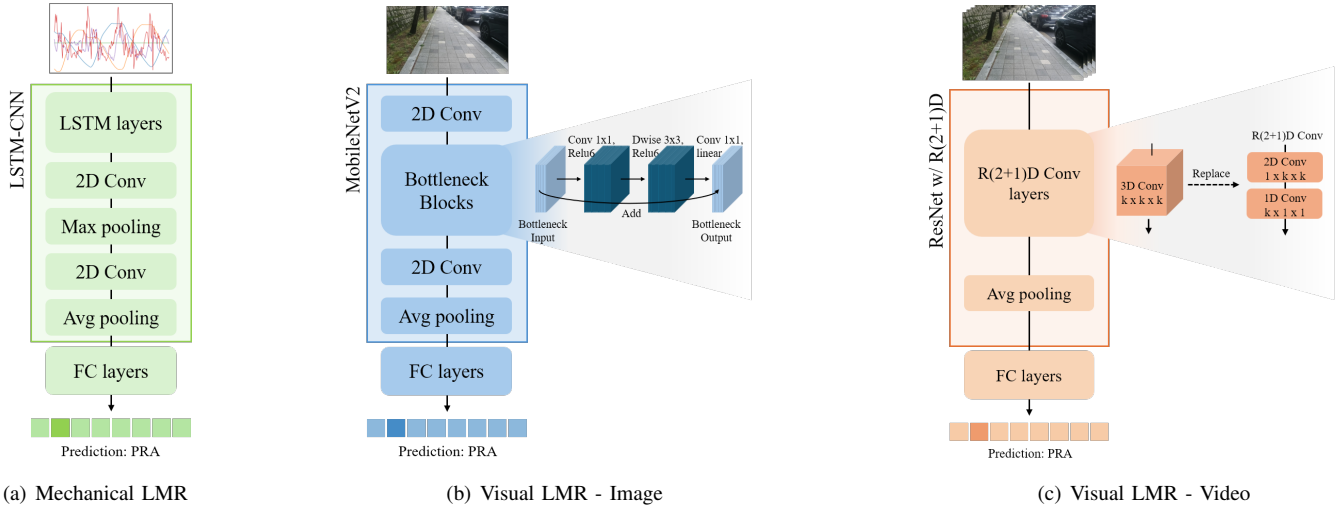 LSTM-CNN
LSTM layers
2D Conv
Max pooling
2D Conv
Avg pooling
FC layers
Prediction: PRA
(a) Mechanical LMR
MobileNetV2
2D Conv
Bottleneck
Blocks
2D Conv
Avg pooling
FC layers
Prediction: PRA
Conv 1x1,
Relu6
Dwise 3x3,
Relu6
Conv 1x1,
linear
Add
Bottleneck
Input
Bottleneck
Output
(b) Visual LMR - Image
ResNet w/ R(2+1)D
R(2+1)D Conv
layers
Avg pooling
FC layers
Prediction: PRA
3D Conv
k x k x k
Replace
R(2+1)D Conv
2D Conv
1 x k x k
1D Conv
k x 1 x 1
(c) Visual LMR - Video